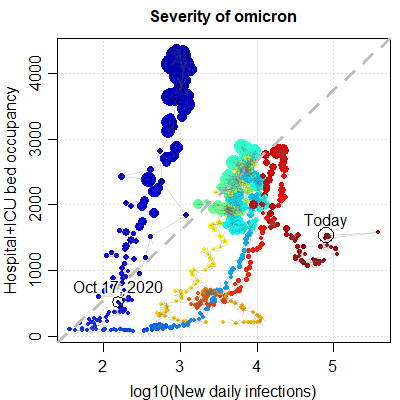 Severity of omicron
Hospital+ICU bed occupancy
4000
3000
2000
1000
0
Today
Oct 17, 2020
2
3
4
5
log10(New daily infections)